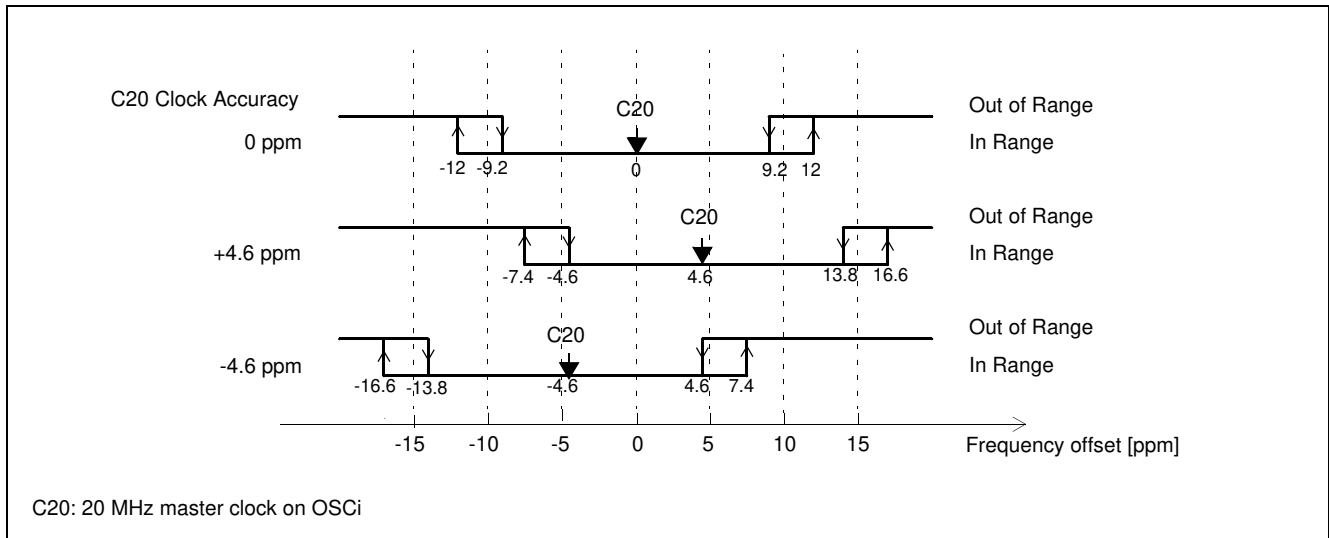 C20 Clock Accuracy
C20
Out of Range
0 ppm
In Range
-12 -9.2 0 9.2 12
C20
Out of Range
+4.6 ppm
In Range
-7.4 -4.6 4.6 13.8 16.6
C20
Out of Range
-4.6 ppm
In Range
-16.6 -13.8 -4.6 4.6 7.4
-15 -10 -5 0 5 10 15 Frequency offset [ppm]
C20: 20 MHz master clock on OSCi